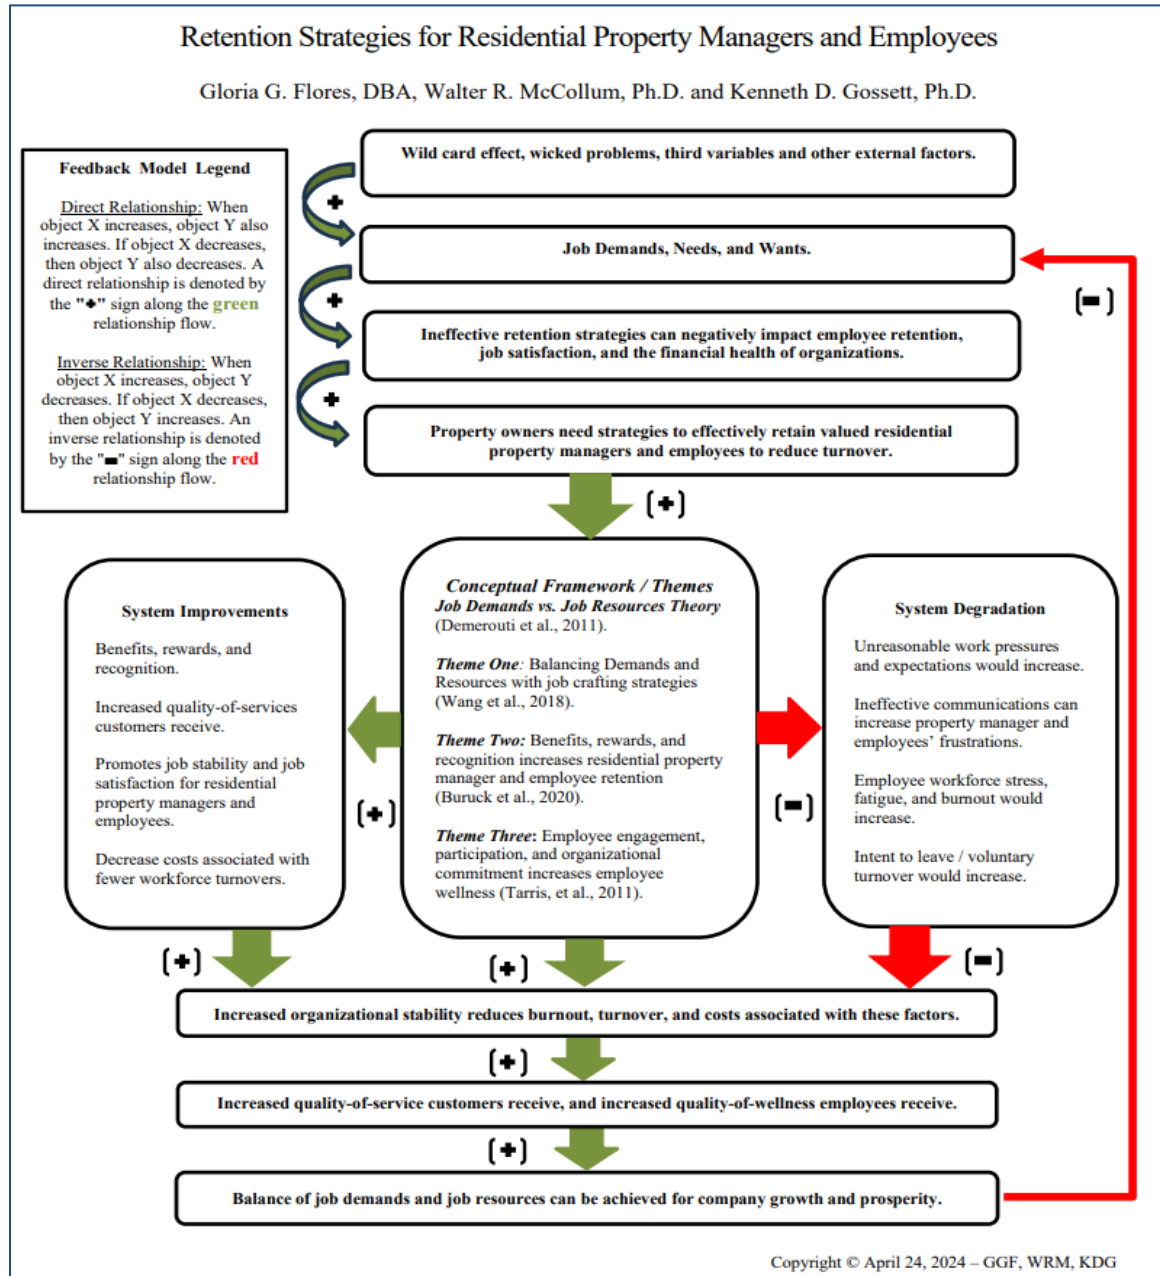 Retention Strategies for Residential Property Managers and Employees
Gloria G. Flores, DBA, Walter R. McCollum, Ph.D. and Kenneth D. Gossett, Ph.D.
Feedback Model Legend
Direct Relationship: When
object X increases, object Y also
increases. If object X decreases,
then object Y also decreases. A
direct relationship is denoted by
the "+" sign along the green
relationship flow.
Inverse Relationship: When
object X increases, object Y
decreases. If object X decreases,
then object Y increases. An
inverse relationship is denoted
by the "-" sign along the red
relationship flow.
Wild card effect, wicked problems, third variables and other external factors.
+
Job Demands, Needs, and Wants.
+
(-)
Ineffective retention strategies can negatively impact employee retention,
job satisfaction, and the financial health of organizations.
+
Property owners need strategies to effectively retain valued residential
property managers and employees to reduce turnover.
(+)
System Improvements
Benefits, rewards, and
recognition.
Increased quality-of-services
customers receive.
Promotes job stability and job
satisfaction for residential
property managers and
employees.
Decrease costs associated with
fewer workforce turnovers.
(+)
Conceptual Framework / Themes
Job Demands vs. Job Resources Theory
(Demerouti et al., 2011).
Theme One: Balancing Demands and
Resources with job crafting strategies
(Wang et al., 2018).
Theme Two: Benefits, rewards, and
recognition increases residential property
manager and employee retention
(Buruck et al., 2020).
Theme Three: Employee engagement,
participation, and organizational
commitment increases employee
wellness (Tarris, et al., 2011).
(-)
System Degradation
Unreasonable work pressures
and expectations would increase.
Ineffective communications can
increase property manager and
employees' frustrations.
Employee workforce stress,
fatigue, and burnout would
increase.
Intent to leave / voluntary
turnover would increase.
(+)
(+)
(-)
Increased organizational stability reduces burnout, turnover, and costs associated with these factors.
(+)
Increased quality-of-service customers receive, and increased quality-of-wellness employees receive.
(+)
Balance of job demands and job resources can be achieved for company growth and prosperity.
Copyright © April 24, 2024 – GGF, WRM, KDG